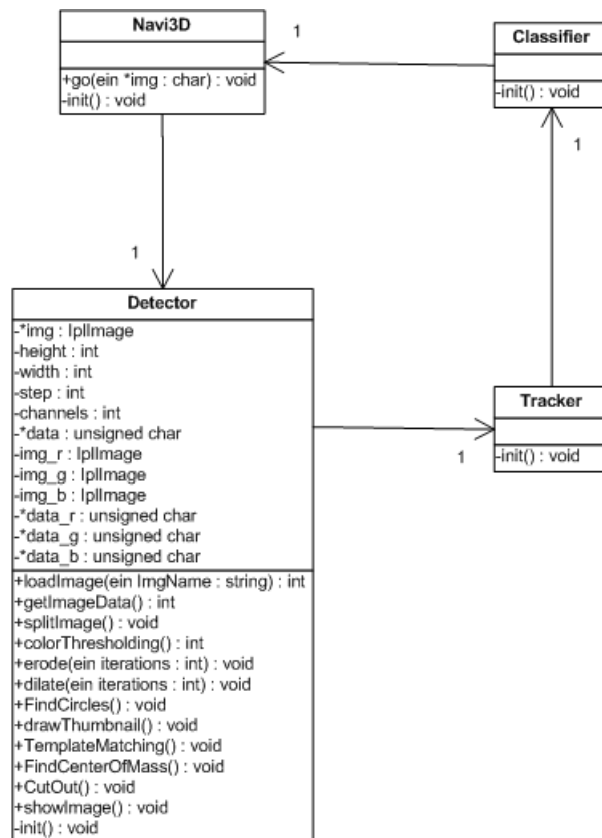 Navi3D
+go(ein *img : char) : void
-init() : void
1
Classifier
-init() : void
1
1
Detector
-*img : IplImage
-height : int
-width : int
-step : int
-channels : int
-*data : unsigned char
-img_r : IplImage
-img_g : IplImage
-img_b : IplImage
-*data_r : unsigned char
-*data_g : unsigned char
-*data_b : unsigned char
+loadImage(ein ImgName : string) : int
+getImageData() : int
+splitImage() : void
+colorThresholding() : int
+erode(ein iterations : int) : void
+dilate(ein iterations : int) : void
+FindCircles() : void
+drawThumbnail() : void
+TemplateMatching() : void
+FindCenterOfMass() : void
+CutOut() : void
+showImage() : void
-init() : void
1
Tracker
-init() : void